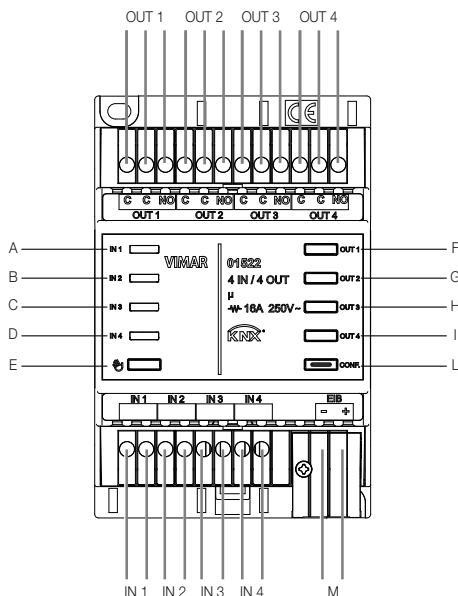 OUT 1 OUT 2 OUT 3 OUT 4
CE
C C NO C C NO C C NO C C NO
OUT 1 OUT 2 OUT 3 OUT 4
A IN 1 VIMAR 01522 OUT 1 F
B IN 2 4 IN / 4 OUT OUT 2 G
µ
C IN 3 16A 250V~ OUT 3 H
D IN 4 KNX OUT 4 I
E CONF. L
IN 1 IN 2 IN 3 IN 4 EIB
- +
IN 1 IN 2 IN 3 IN 4 M